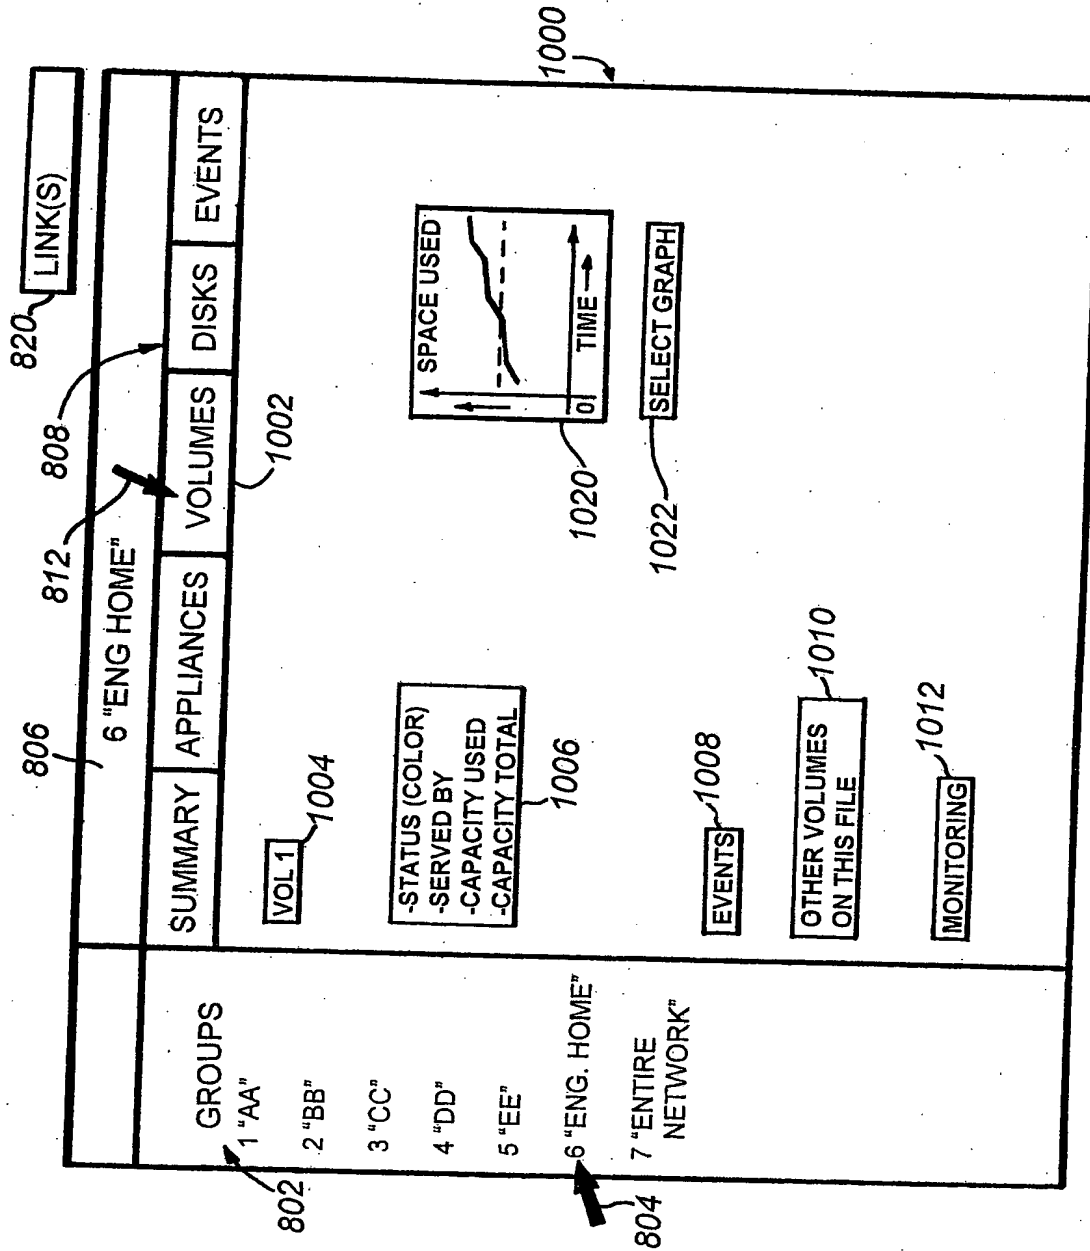 820
LINK(S)
806
812
808
6 "ENG HOME"
1000
SUMMARY
APPLIANCES
VOLUMES
DISKS
EVENTS
1002
802
GROUPS
1 "AA"
2 "BB"
3 "CC"
4 "DD"
5 "EE"
6 "ENG. HOME"
7 "ENTIRE
NETWORK"
804
VOL 1
1004
-STATUS (COLOR)
-SERVED BY
-CAPACITY USED
-CAPACITY TOTAL
1006
SPACE USED
0
TIME
1020
SELECT GRAPH
1022
EVENTS
1008
OTHER VOLUMES
ON THIS FILE
1010
MONITORING
1012